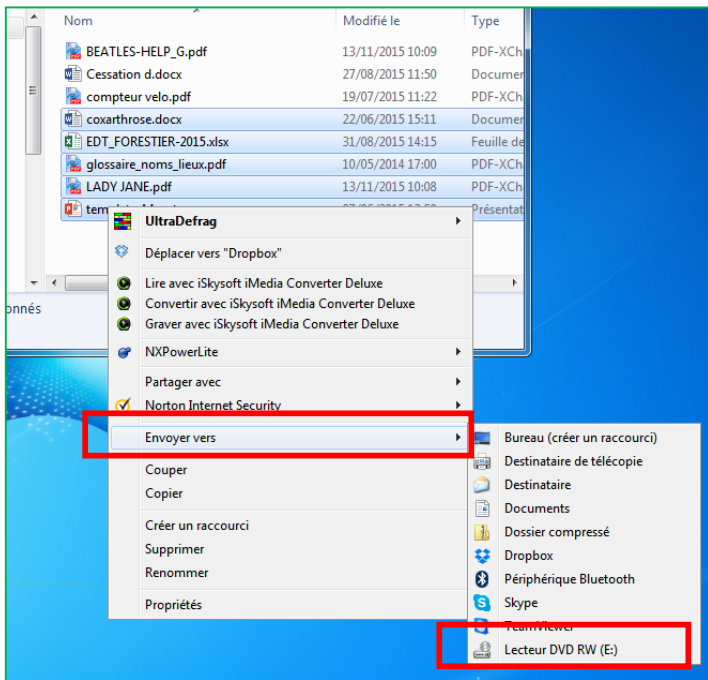 Nom Modifié le Type
BEATLES-HELP_G.pdf 13/11/2015 10:09 PDF-XCh
Cessation d.docx 27/08/2015 11:50 Documen
compteur velo.pdf 19/07/2015 11:22 PDF-XCh
coxarthrose.docx 22/06/2015 15:11 Documen
EDT_FORESTIER-2015.xlsx 31/08/2015 14:15 Feuille de
glossaire_noms_lieux.pdf 10/05/2014 17:00 PDF-XCh
LADY JANE.pdf 13/11/2015 10:08 PDF-XCh
Présentat
UltraDefrag
Déplacer vers "Dropbox"
Lire avec iSkysoft iMedia Converter Deluxe
Convertir avec iSkysoft iMedia Converter Deluxe
onnés
Graver avec iSkysoft iMedia Converter Deluxe
NXPowerLite
Partager avec
Norton Internet Security
Envoyer vers
Couper
Copier
Créer un raccourci
Supprimer
Renommer
Propriétés
Bureau (créer un raccourci)
Destinataire de télécopie
Destinataire
Documents
Dossier compressé
Dropbox
Périphérique Bluetooth
Skype
TeamViewer
Lecteur DVD RW (E:)